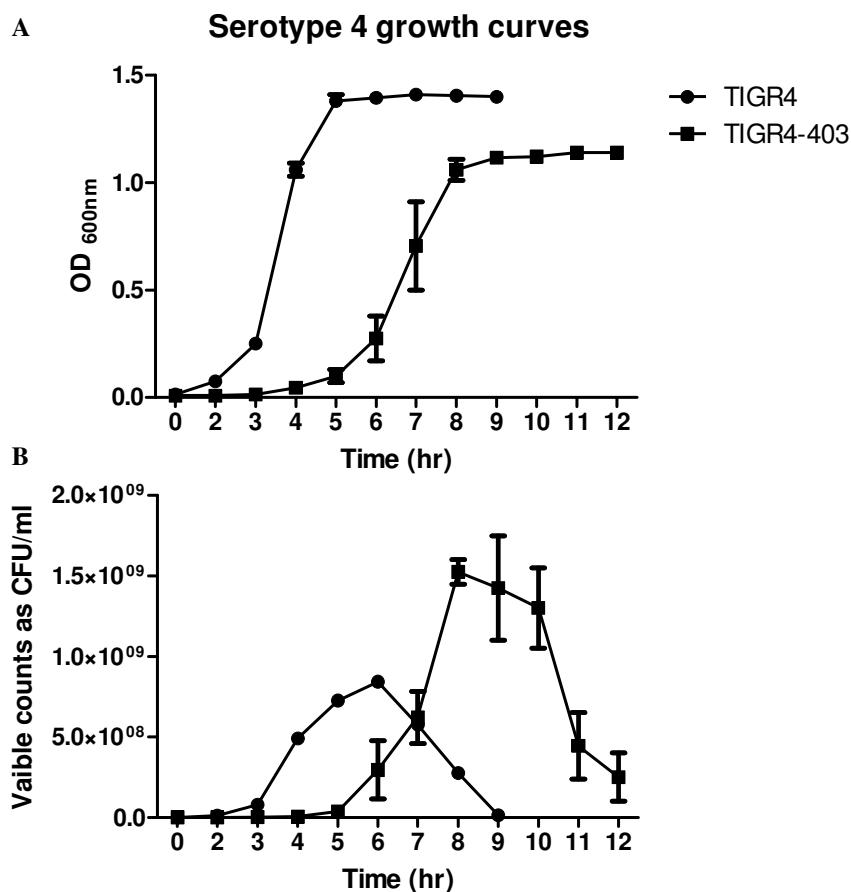 A
Serotype 4 growth curves
1.5
1.0
0.5
0.0
OD 600nm
0 2 3 4 5 6 7 8 9 10 11 12
Time (hr)
TIGR4
TIGR4-403
B
2.0×10⁰⁹
1.5×10⁰⁹
1.0×10⁰⁹
5.0×10⁰⁸
0.0
Vaible counts as CFU/ml
0 2 3 4 5 6 7 8 9 10 11 12
Time (hr)